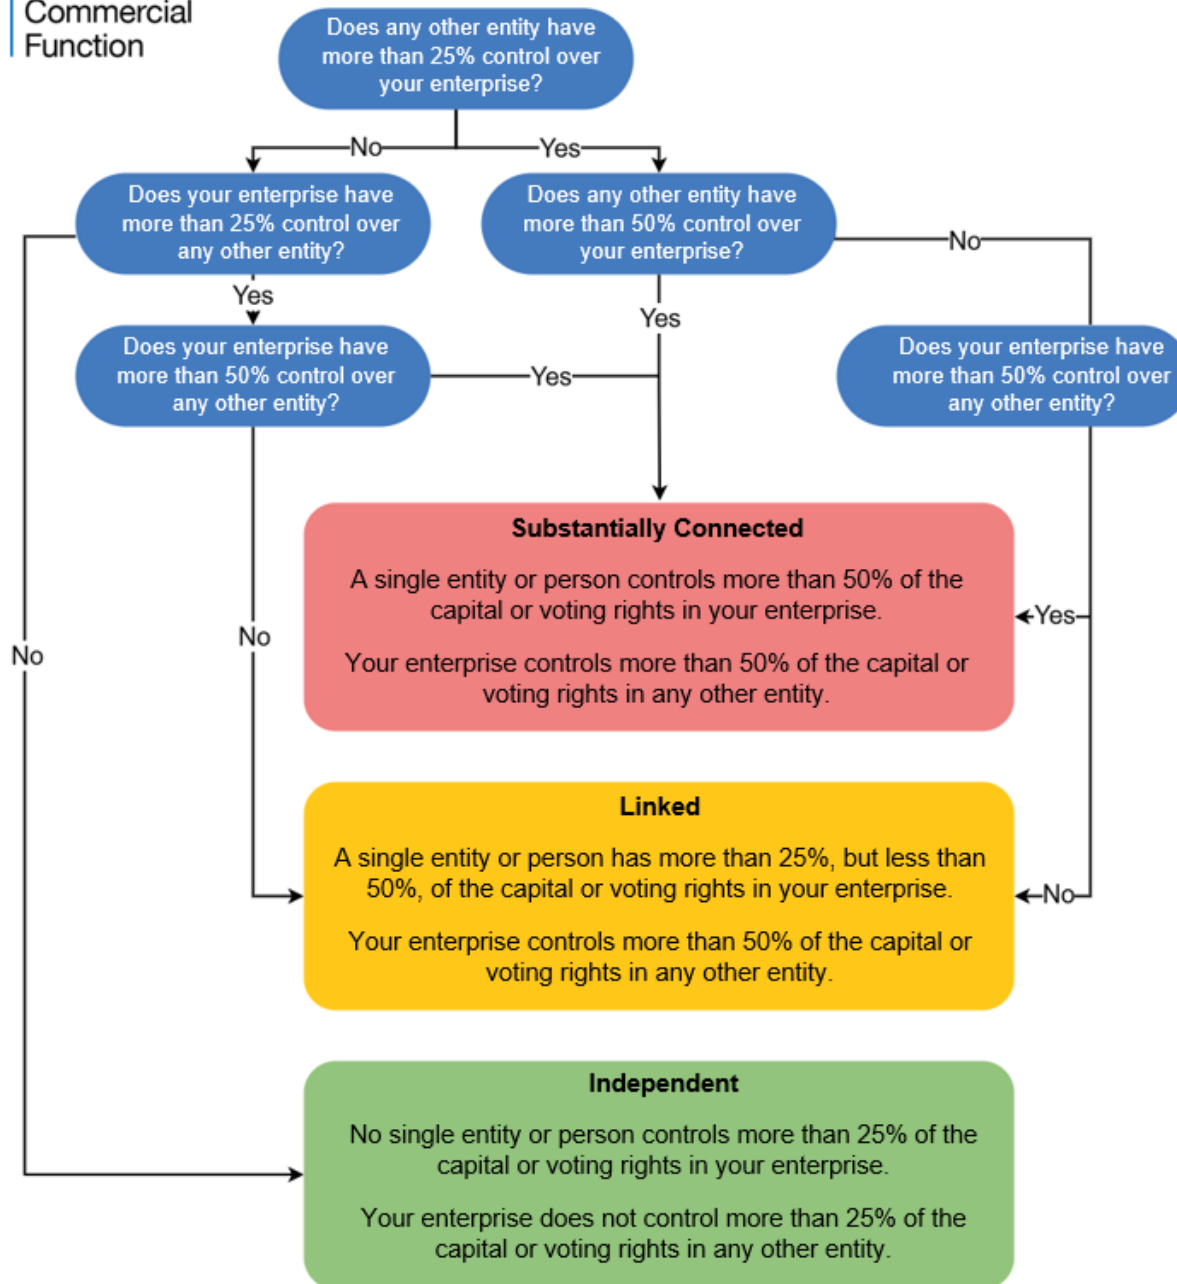 Commercial
Function
Does any other entity have
more than 25% control over
your enterprise?
No
Yes
Does your enterprise have
more than 25% control over
any other entity?
Does any other entity have
more than 50% control over
your enterprise?
No
Yes
Yes
Does your enterprise have
more than 50% control over
any other entity?
Yes
Does your enterprise have
more than 50% control over
any other entity?
Substantially Connected
A single entity or person controls more than 50% of the
capital or voting rights in your enterprise.
Your enterprise controls more than 50% of the capital or
voting rights in any other entity.
Yes
No
No
Linked
A single entity or person has more than 25%, but less than
50%, of the capital or voting rights in your enterprise.
Your enterprise controls more than 50% of the capital or
voting rights in any other entity.
No
Independent
No single entity or person controls more than 25% of the
capital or voting rights in your enterprise.
Your enterprise does not control more than 25% of the
capital or voting rights in any other entity.